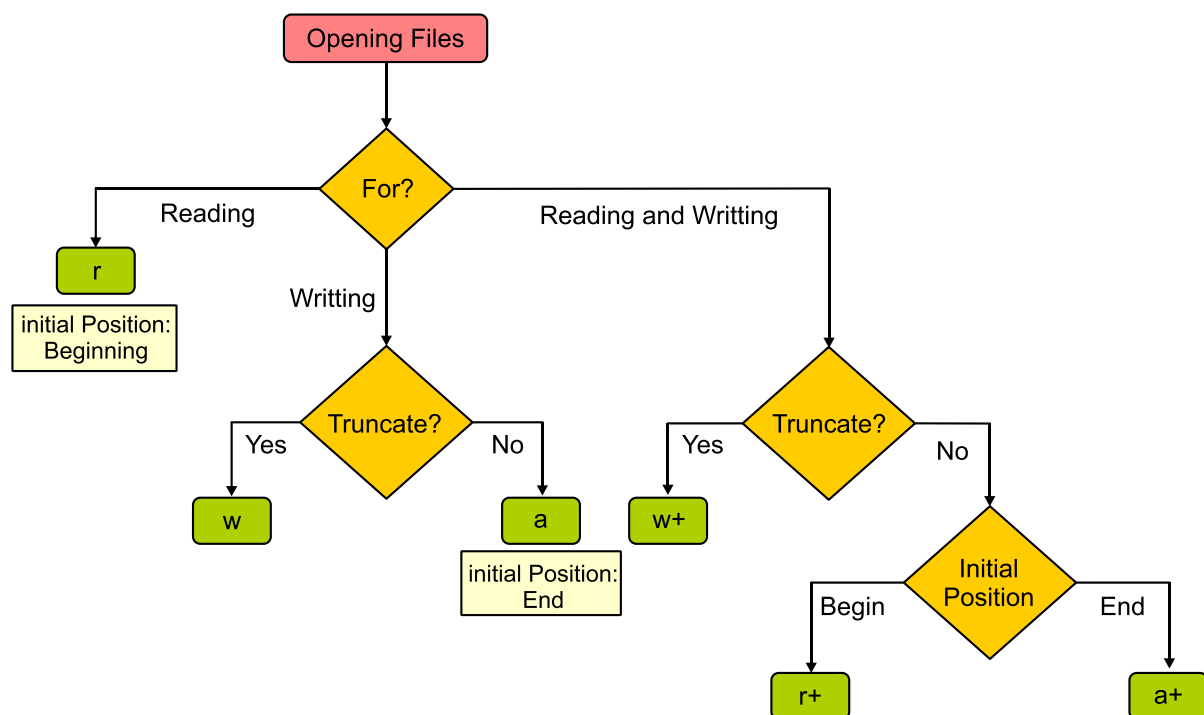 Opening Files
For?
Reading
Reading and Writting
r
initial Position:
Beginning
Writting
Truncate?
Yes
No
w
a
initial Position:
End
Truncate?
Yes
No
w+
Initial
Position
Begin
End
r+
a+